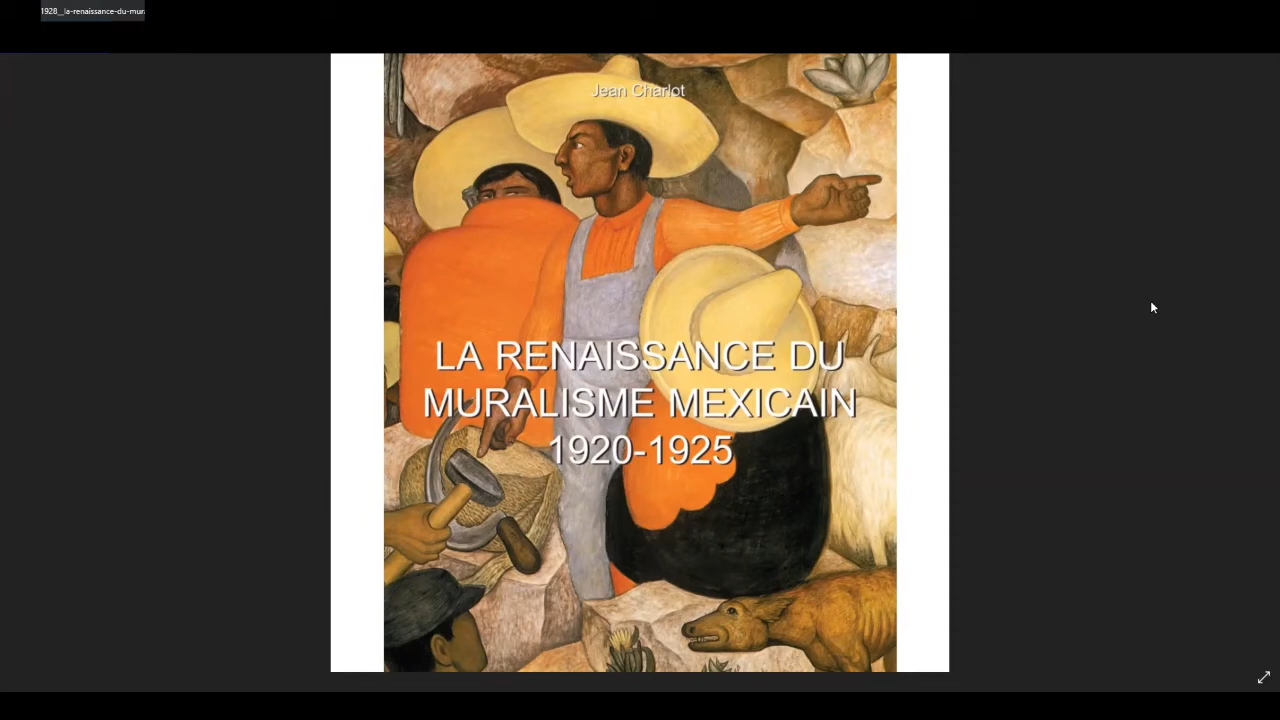 1928__la-renaissance-du-mur
Jean Charlot
LA RENAISSANCE DU
MURALISME MEXICAIN
1920-1925